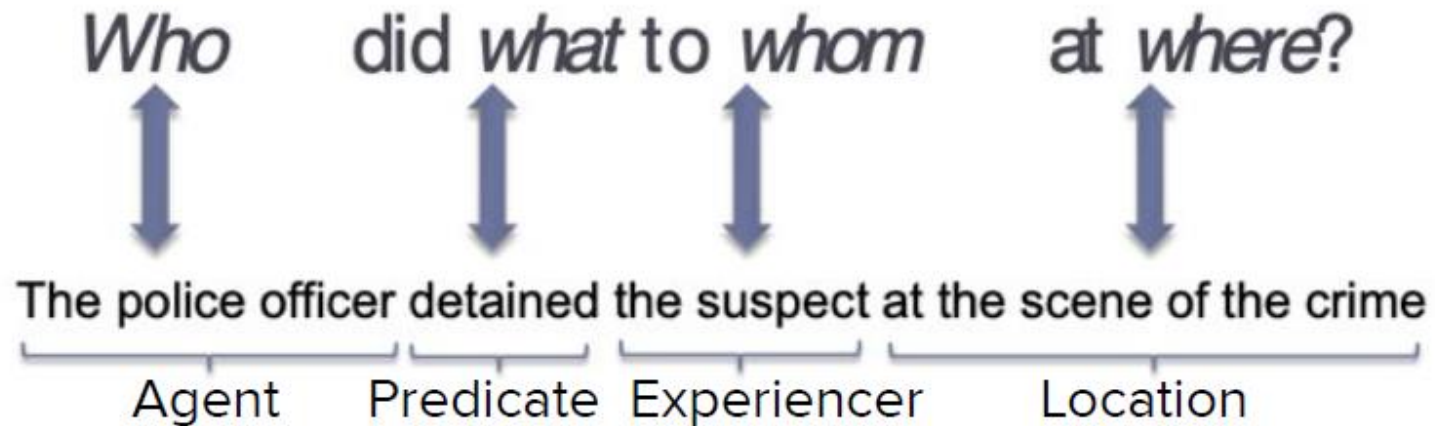 Who did what to whom at where?
The police officer detained the suspect at the scene of the crime
Agent Predicate Experiencer Location